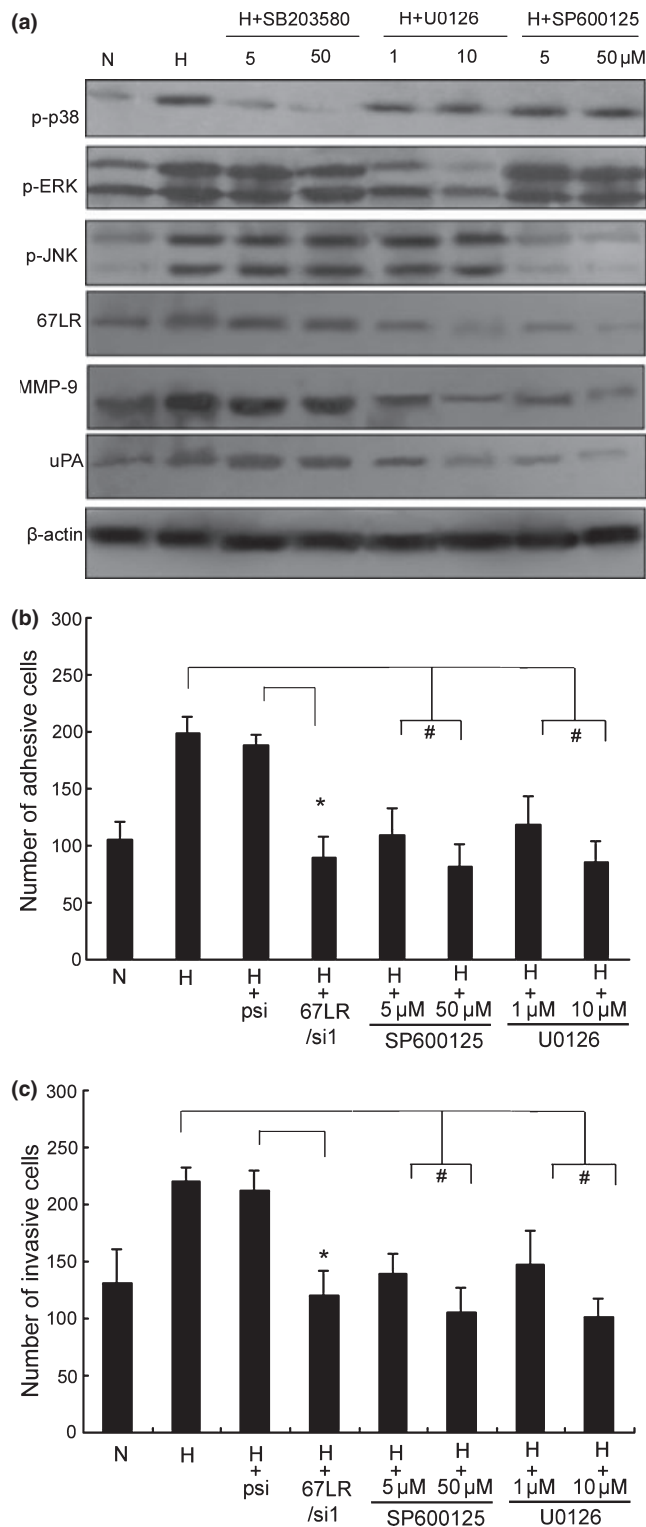 (a)
H+SB203580 H+U0126 H+SP600125
N H 5 50 1 10 5 50 μM
p-p38
p-ERK
p-JNK
67LR
MMP-9
uPA
β-actin
(b)
Number of adhesive cells
300
250
200
150
100
50
0
*
#
#
N H H + psi H + 67LR /si1 H + 5 μM H + 50 μM H + 1 μM H + 10 μM
SP600125 U0126
(c)
Number of invasive cells
300
250
200
150
100
50
0
*
#
#
N H H + psi H + 67LR /si1 H + 5 μM H + 50 μM H + 1 μM H + 10 μM
SP600125 U0126